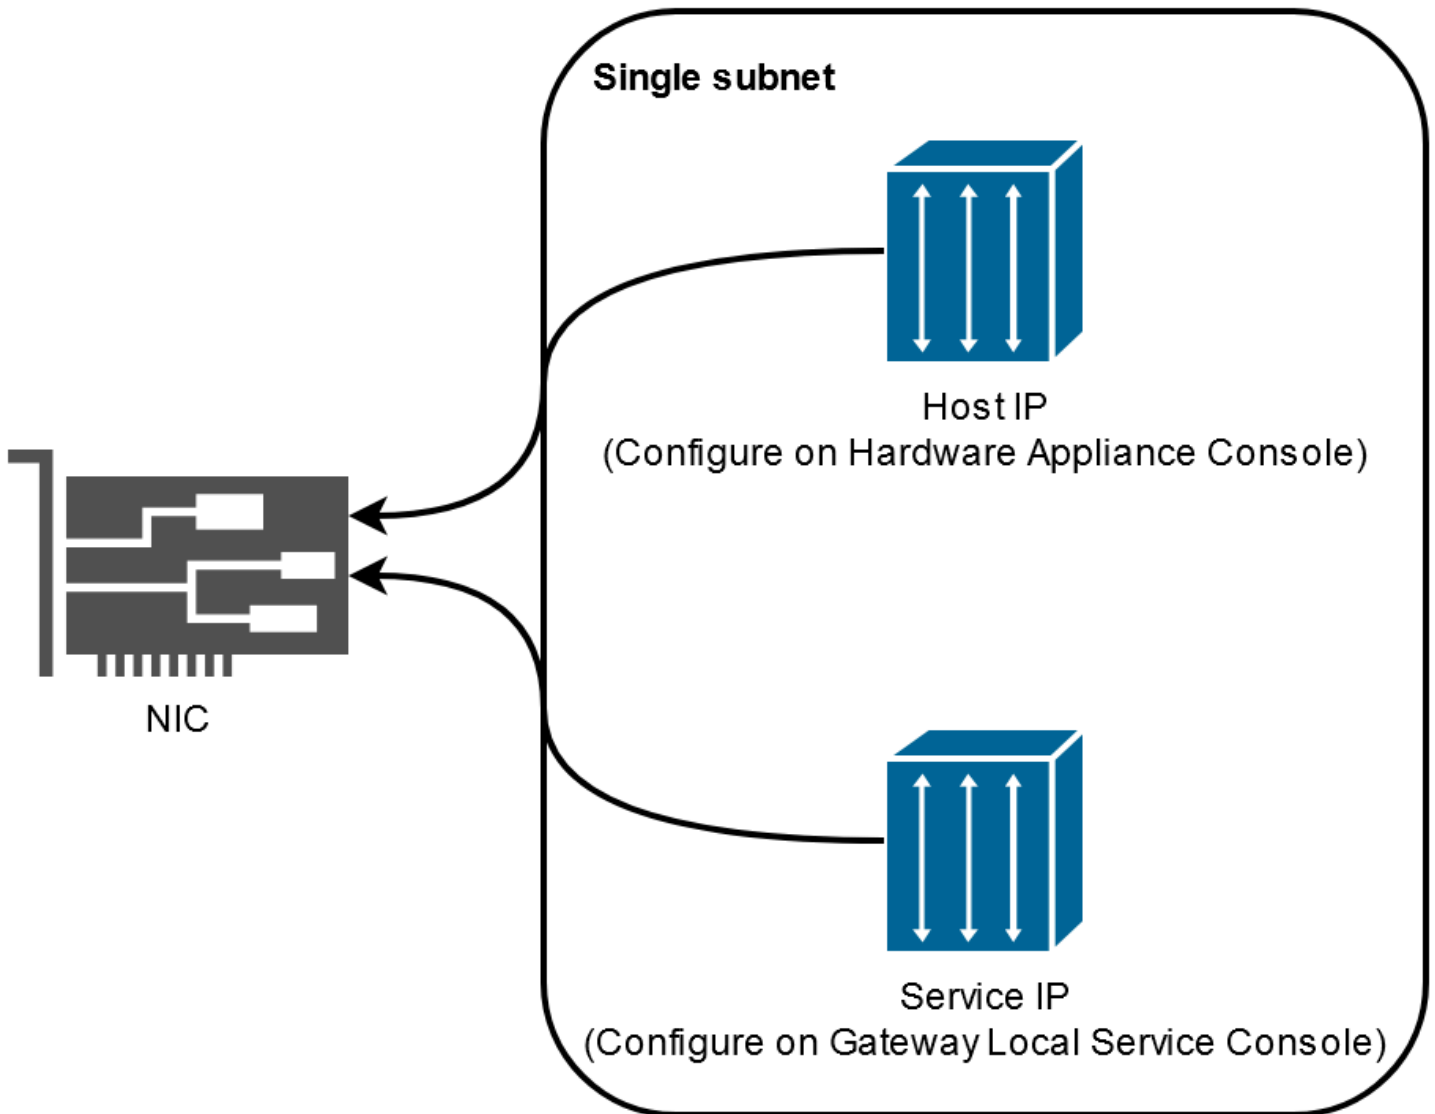 Single subnet
Host IP
(Configure on Hardware Appliance Console)
NIC
Service IP
(Configure on Gateway Local Service Console)